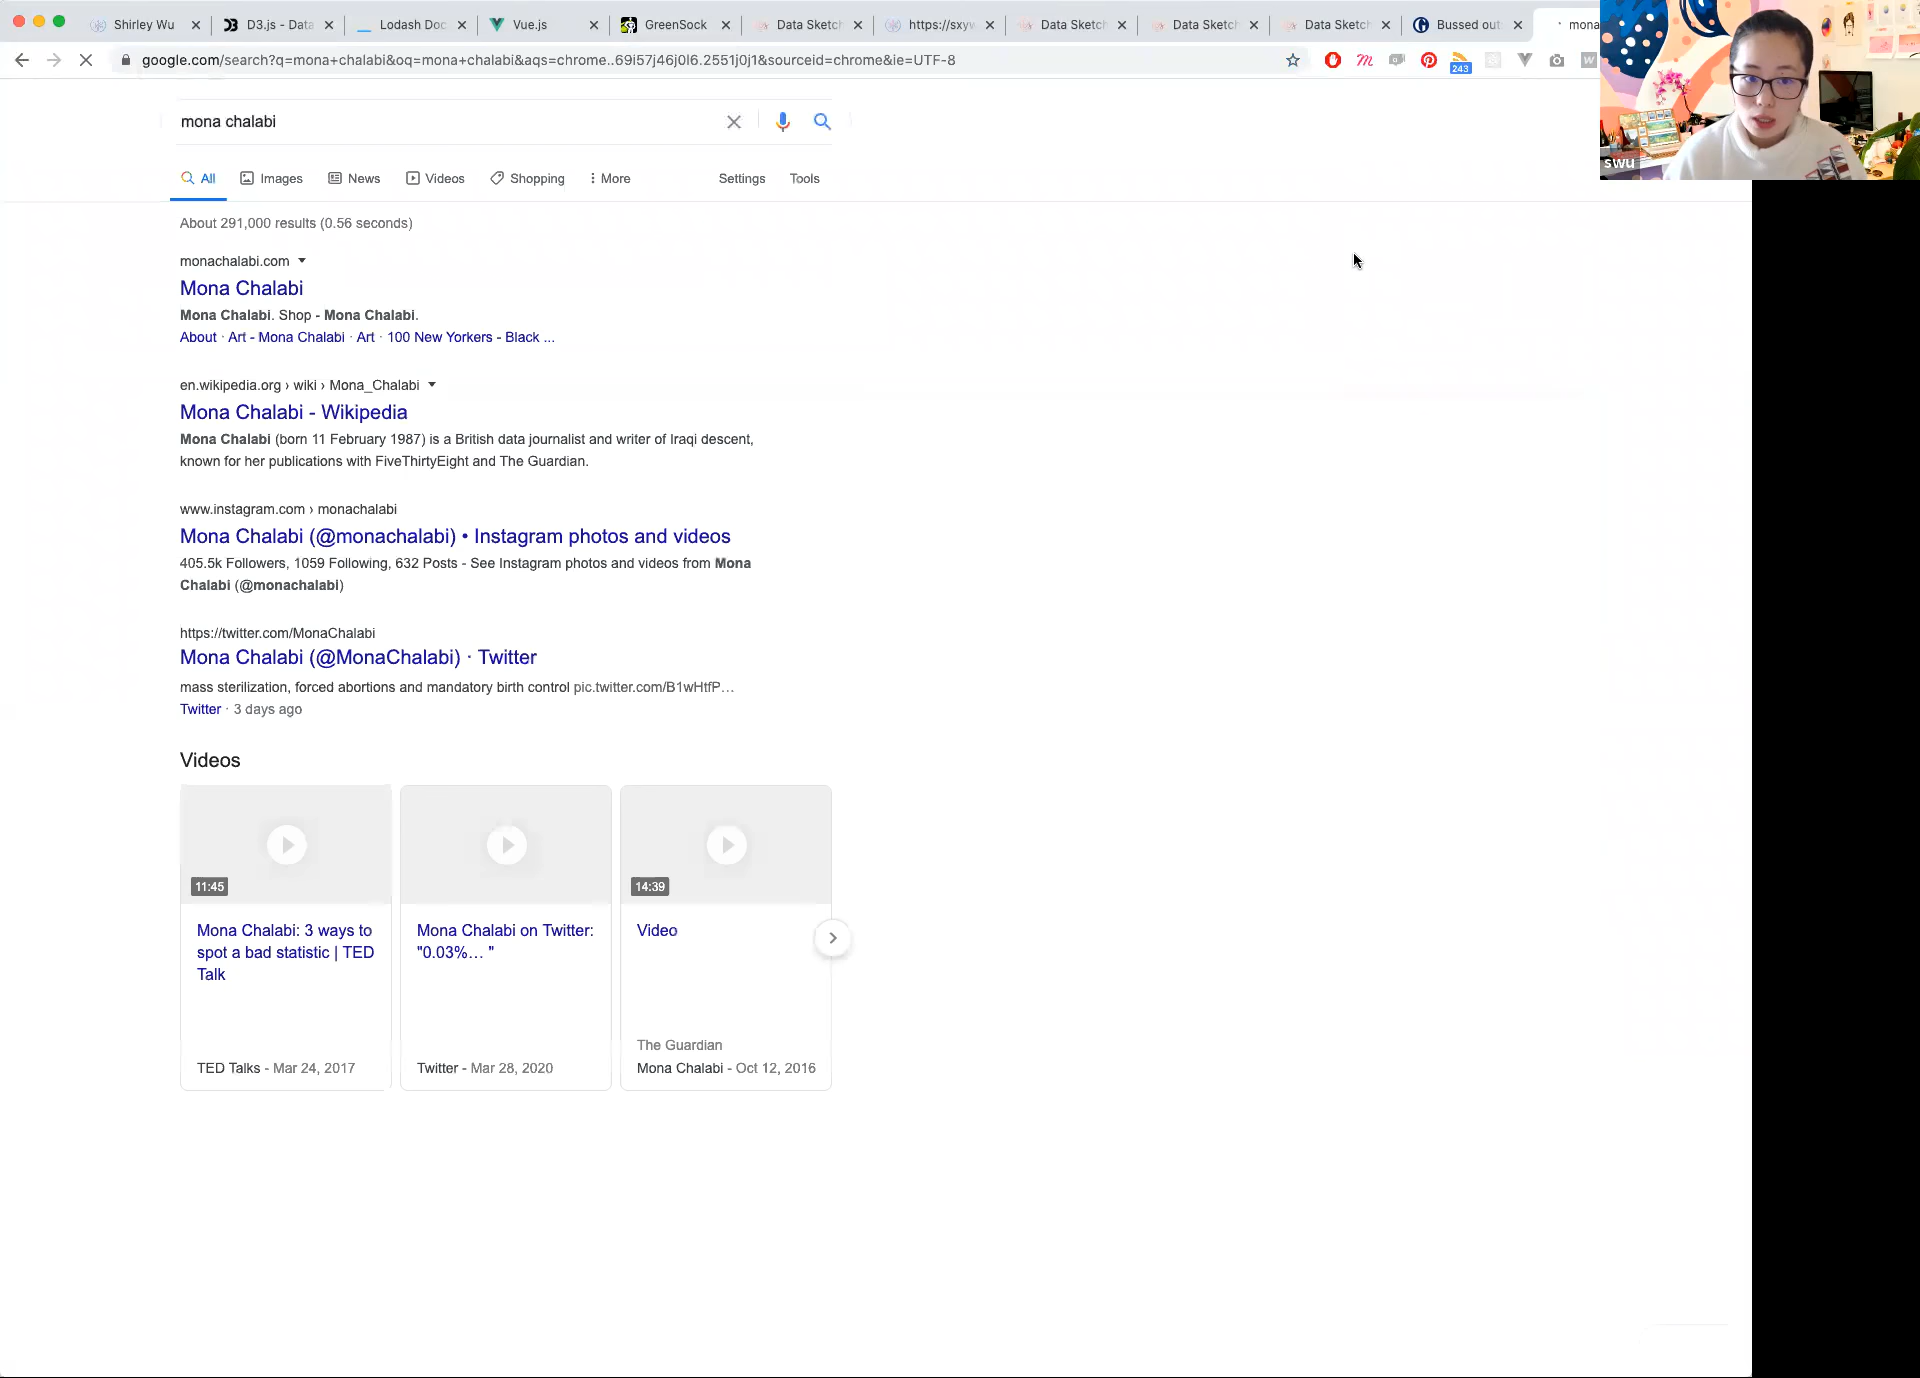 Shirley Wu
D3.js - Data
Lodash Doc
Vue.js
GreenSock
Data Sketch
https://sxyw
Data Sketch
Data Sketch
Data Sketch
Bussed out
mona
google.com/search?q=mona+chalabi&oq=mona+chalabi&aqs=chrome..69i57j46j0l6.2551j0j1&sourceid=chrome&ie=UTF-8
243
swu
mona chalabi
All Images News Videos Shopping More Settings Tools
About 291,000 results (0.56 seconds)
monachalabi.com
Mona Chalabi
Mona Chalabi. Shop - Mona Chalabi.
About · Art - Mona Chalabi · Art · 100 New Yorkers - Black ...
en.wikipedia.org › wiki › Mona_Chalabi
Mona Chalabi - Wikipedia
Mona Chalabi (born 11 February 1987) is a British data journalist and writer of Iraqi descent,
known for her publications with FiveThirtyEight and The Guardian.
www.instagram.com › monachalabi
Mona Chalabi (@monachalabi) • Instagram photos and videos
405.5k Followers, 1059 Following, 632 Posts - See Instagram photos and videos from Mona
Chalabi (@monachalabi)
https://twitter.com/MonaChalabi
Mona Chalabi (@MonaChalabi) · Twitter
mass sterilization, forced abortions and mandatory birth control pic.twitter.com/B1wHtfP…
Twitter · 3 days ago
Videos
11:45
Mona Chalabi: 3 ways to
spot a bad statistic | TED
Talk
TED Talks - Mar 24, 2017
Mona Chalabi on Twitter:
"0.03%… "
Twitter - Mar 28, 2020
14:39
Video
The Guardian
Mona Chalabi - Oct 12, 2016